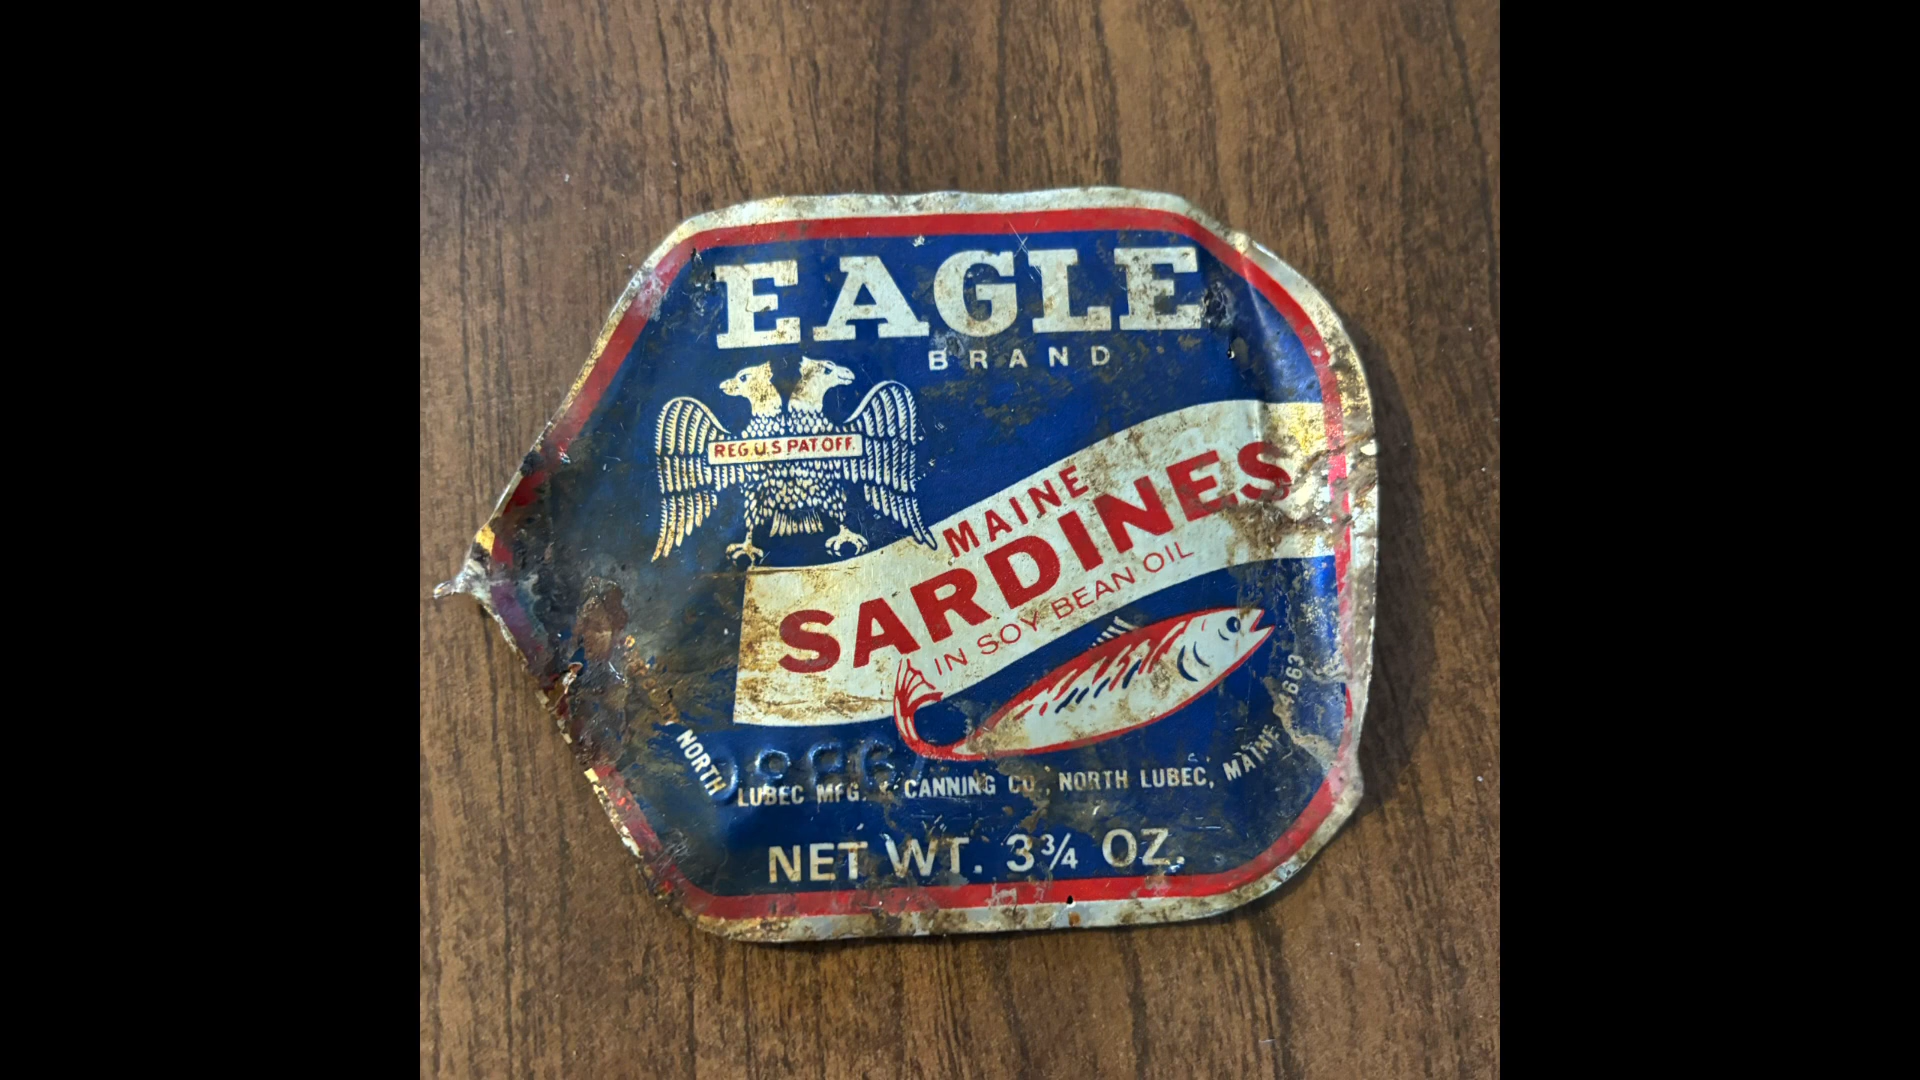 EAGLE
BRAND
REG. U.S PAT. OFF.
MAINE
SARDINES
IN SOY BEAN OIL
NORTH LUBEC MFG. & CANNING CO., NORTH LUBEC, MAINE
NET WT. 3¾ OZ.